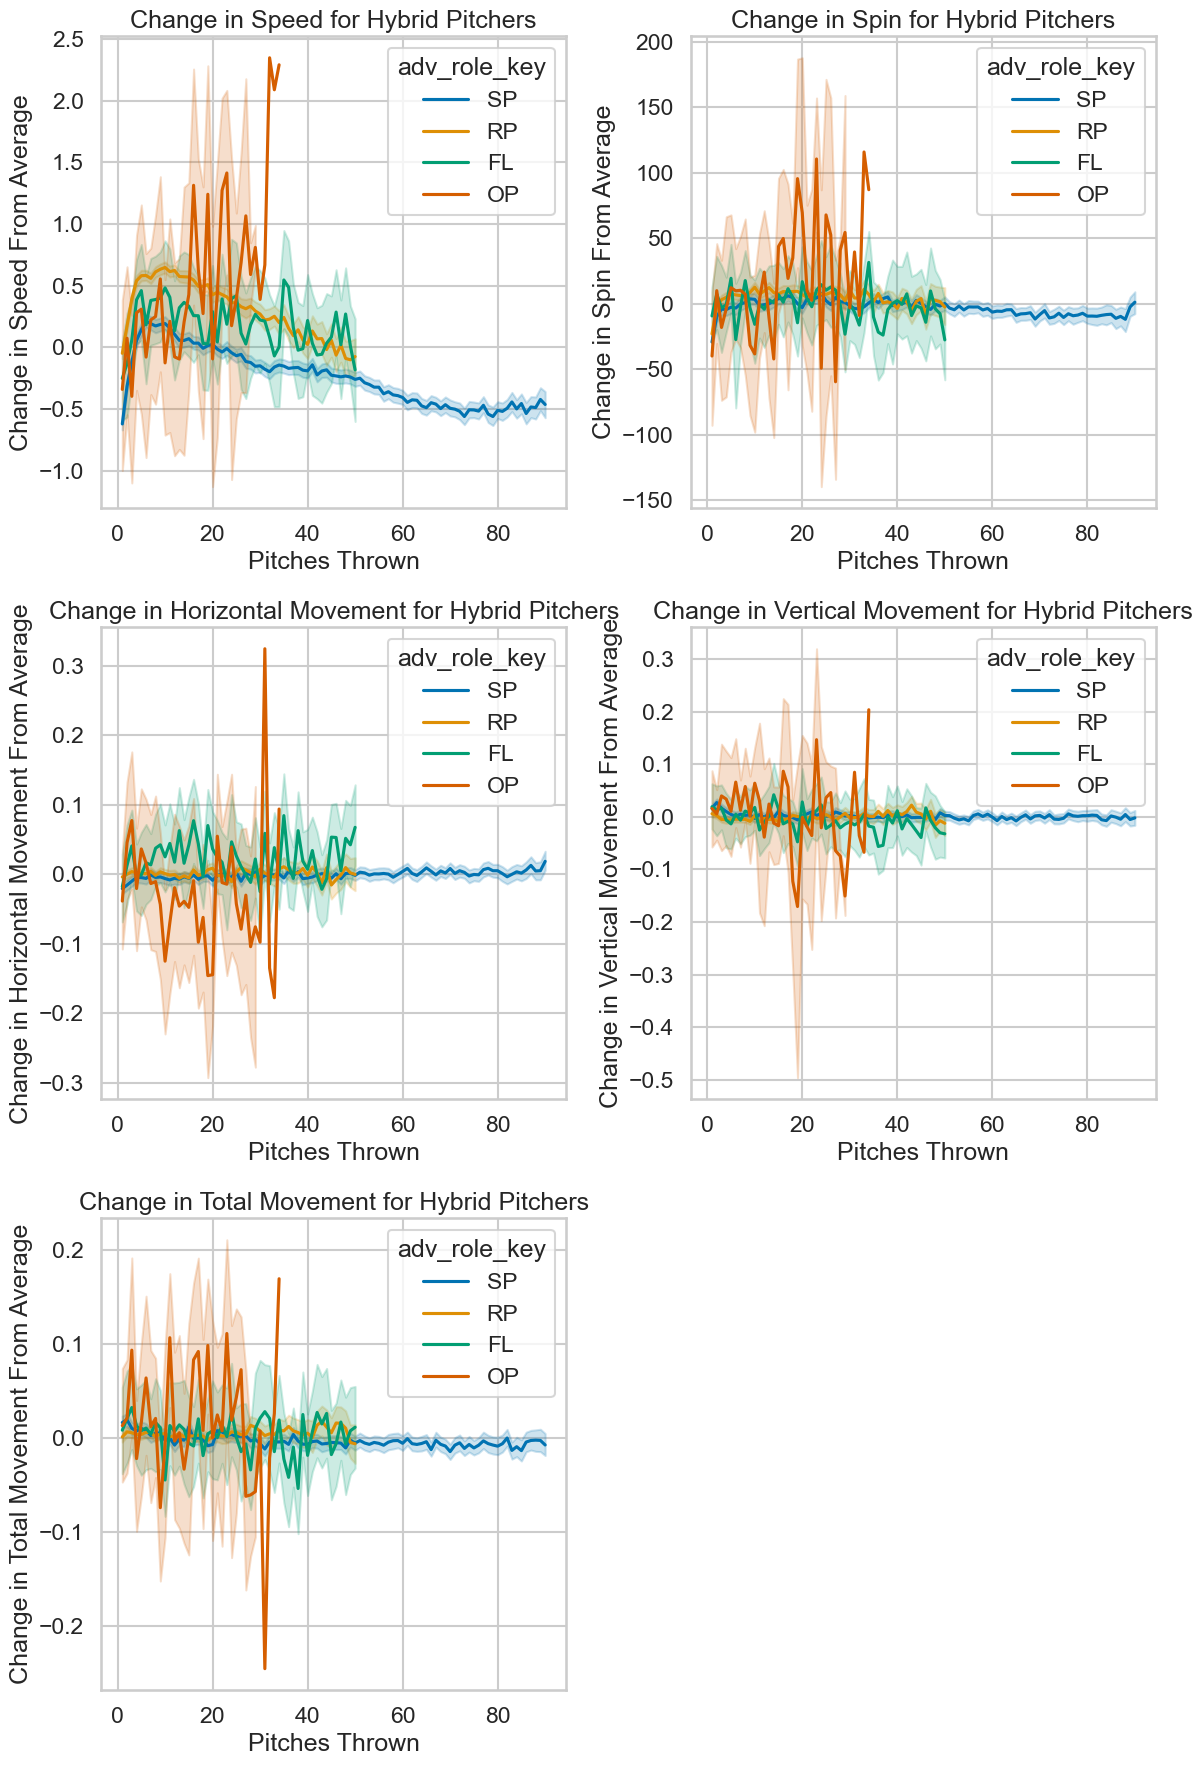 Change in Speed for Hybrid Pitchers
Change in Speed From Average
2.5
2.0
1.5
1.0
0.5
0.0
−0.5
−1.0
adv_role_key
SP
RP
FL
OP
0 20 40 60 80
Pitches Thrown
Change in Spin for Hybrid Pitchers
Change in Spin From Average
200
150
100
50
0
−50
−100
−150
adv_role_key
SP
RP
FL
OP
0 20 40 60 80
Pitches Thrown
Change in Horizontal Movement for Hybrid Pitchers
Change in Horizontal Movement From Average
0.3
0.2
0.1
0.0
−0.1
−0.2
−0.3
adv_role_key
SP
RP
FL
OP
0 20 40 60 80
Pitches Thrown
Change in Vertical Movement for Hybrid Pitchers
Change in Vertical Movement From Average
0.3
0.2
0.1
0.0
−0.1
−0.2
−0.3
−0.4
−0.5
adv_role_key
SP
RP
FL
OP
0 20 40 60 80
Pitches Thrown
Change in Total Movement for Hybrid Pitchers
Change in Total Movement From Average
0.2
0.1
0.0
−0.1
−0.2
adv_role_key
SP
RP
FL
OP
0 20 40 60 80
Pitches Thrown